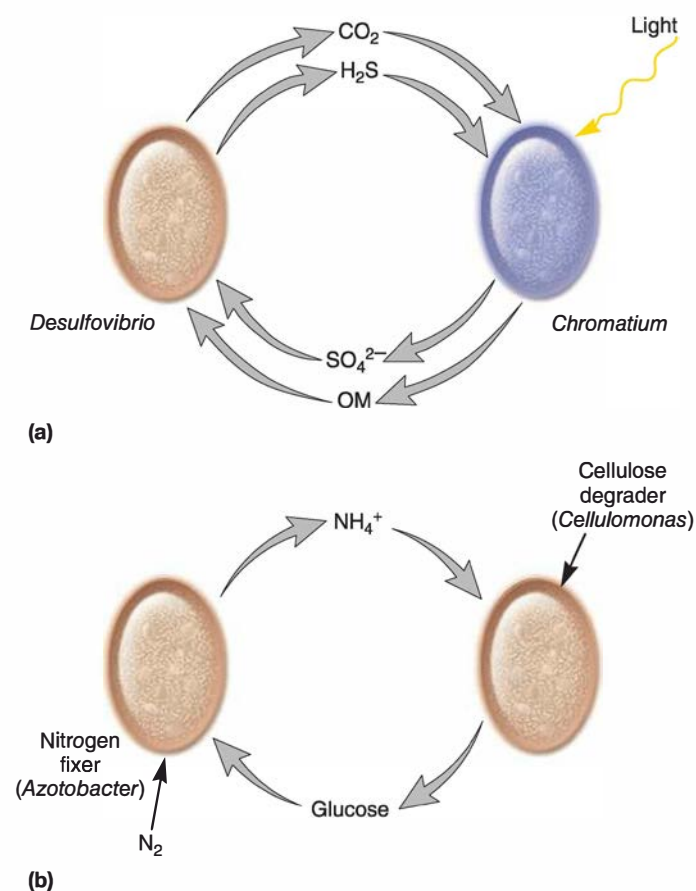 CO₂
Light
H₂S
Desulfovibrio
Chromatium
SO₄²⁻
OM
(a)
Cellulose
degrader
(Cellulomonas)
NH₄⁺
Nitrogen
fixer
(Azotobacter)
Glucose
N₂
(b)